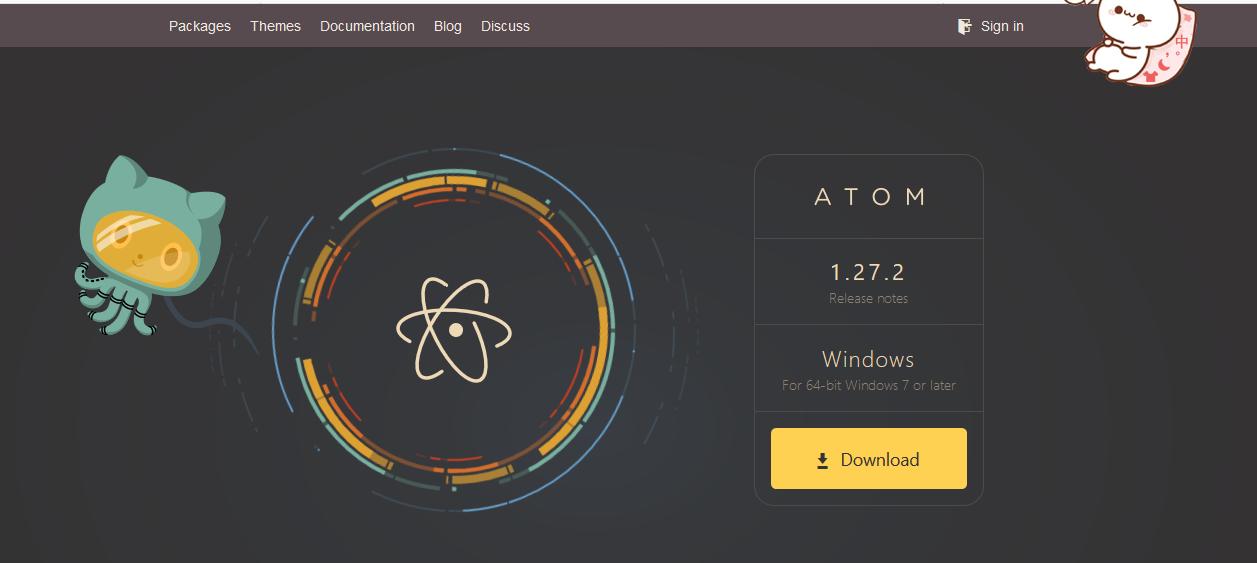 Packages Themes Documentation Blog Discuss Sign in
中
ATOM
1.27.2
Release notes
Windows
For 64-bit Windows 7 or later
Download